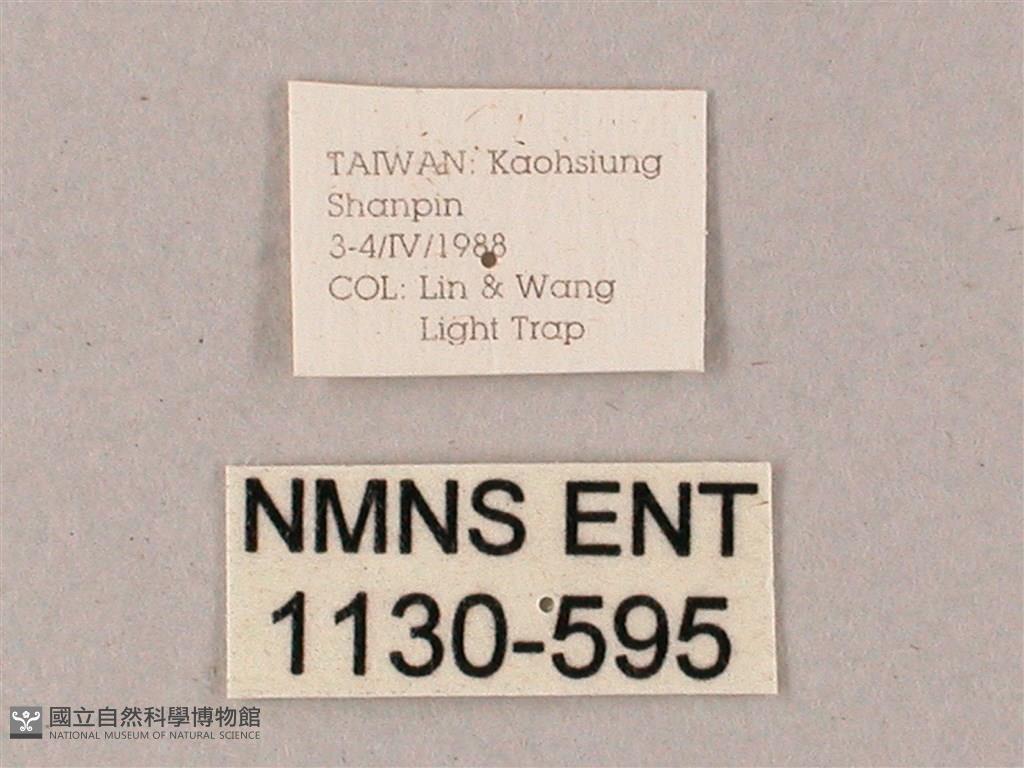 TAIWAN: Kaohsiung
Shanpin
3-4/IV/1988
COL: Lin & Wang
Light Trap
NMNS ENT
1130-595
國立自然科學博物館
NATIONAL MUSEUM OF NATURAL SCIENCE